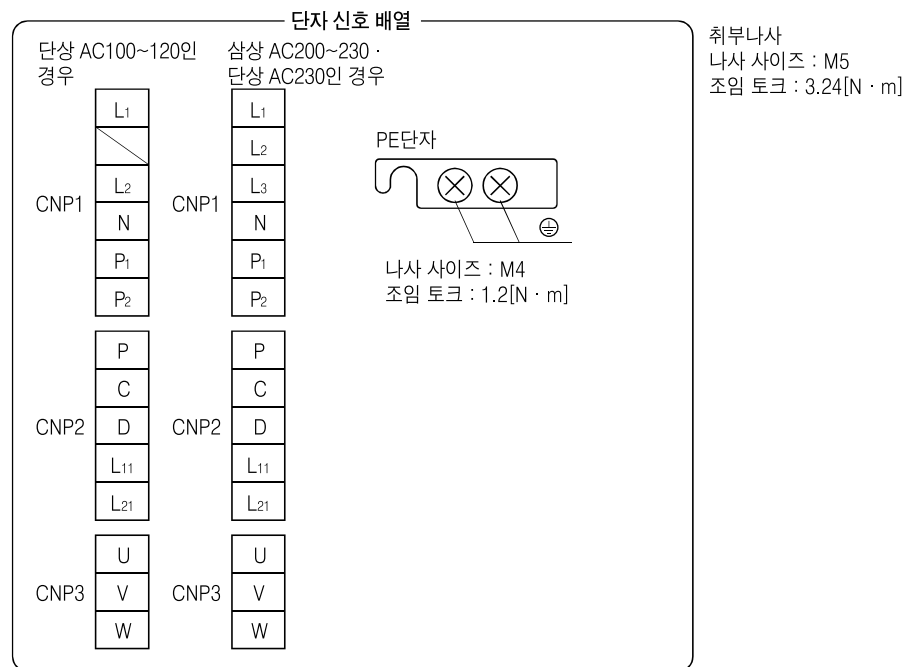 단자 신호 배열
단상 AC100~120인
경우
삼상 AC200~230 ·
단상 AC230인 경우
CNP1
L1
L2
N
P1
P2
CNP1
L1
L2
L3
N
P1
P2
CNP2
P
C
D
L11
L21
CNP2
P
C
D
L11
L21
CNP3
U
V
W
CNP3
U
V
W
PE단자
나사 사이즈 : M4
조임 토크 : 1.2[N · m]
취부나사
나사 사이즈 : M5
조임 토크 : 3.24[N · m]